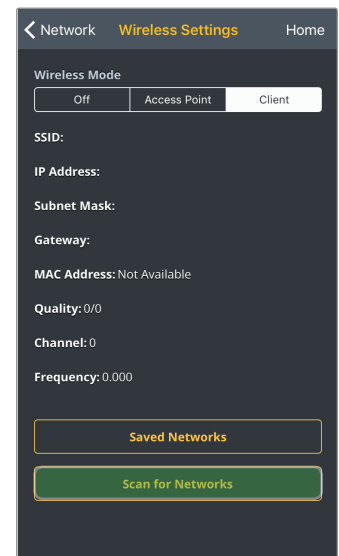 Network Wireless Settings Home
Wireless Mode
Off Access Point Client
SSID:
IP Address:
Subnet Mask:
Gateway:
MAC Address: Not Available
Quality: 0/0
Channel: 0
Frequency: 0.000
Saved Networks
Scan for Networks